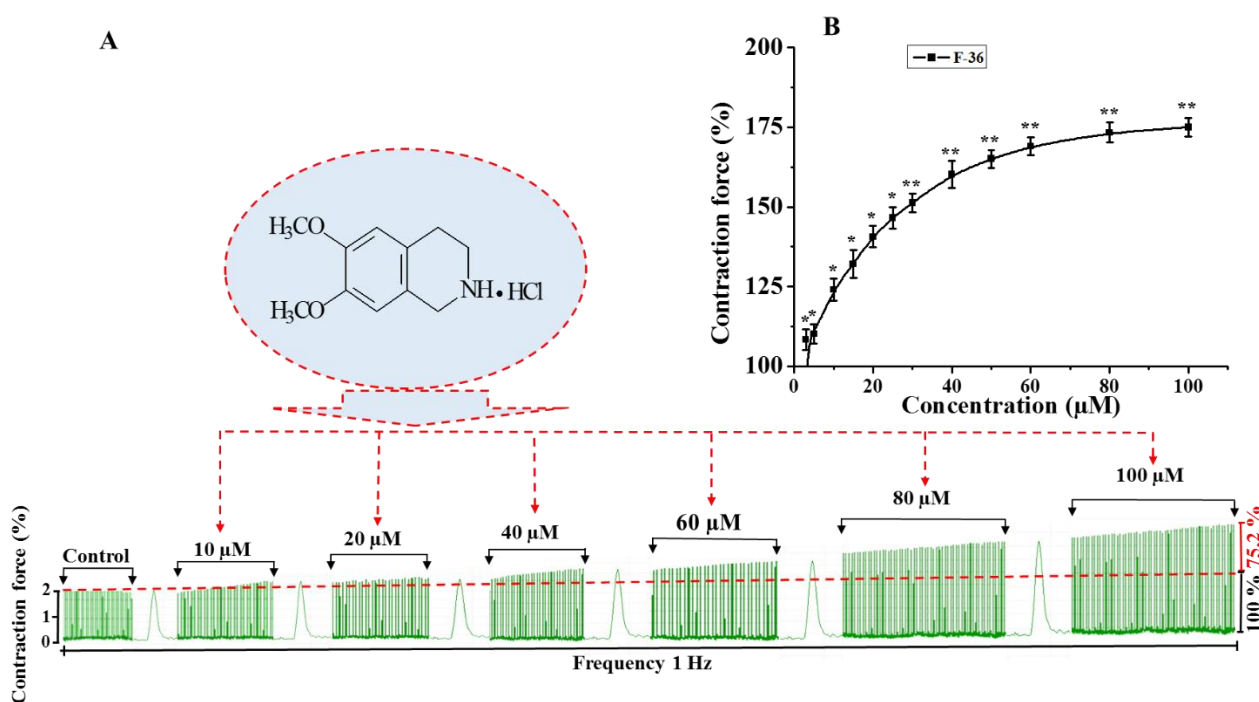 A
B
H₃CO
H₃CO
NH•HCl
F-36
Contraction force (%)
200
175
150
125
100
* * * * * * ** ** ** ** ** **
0 20 40 60 80 100
Concentration (µM)
Control
10 µM
20 µM
40 µM
60 µM
80 µM
100 µM
Contraction force (%)
2
1
0
75.2 %
100 %
Frequency 1 Hz